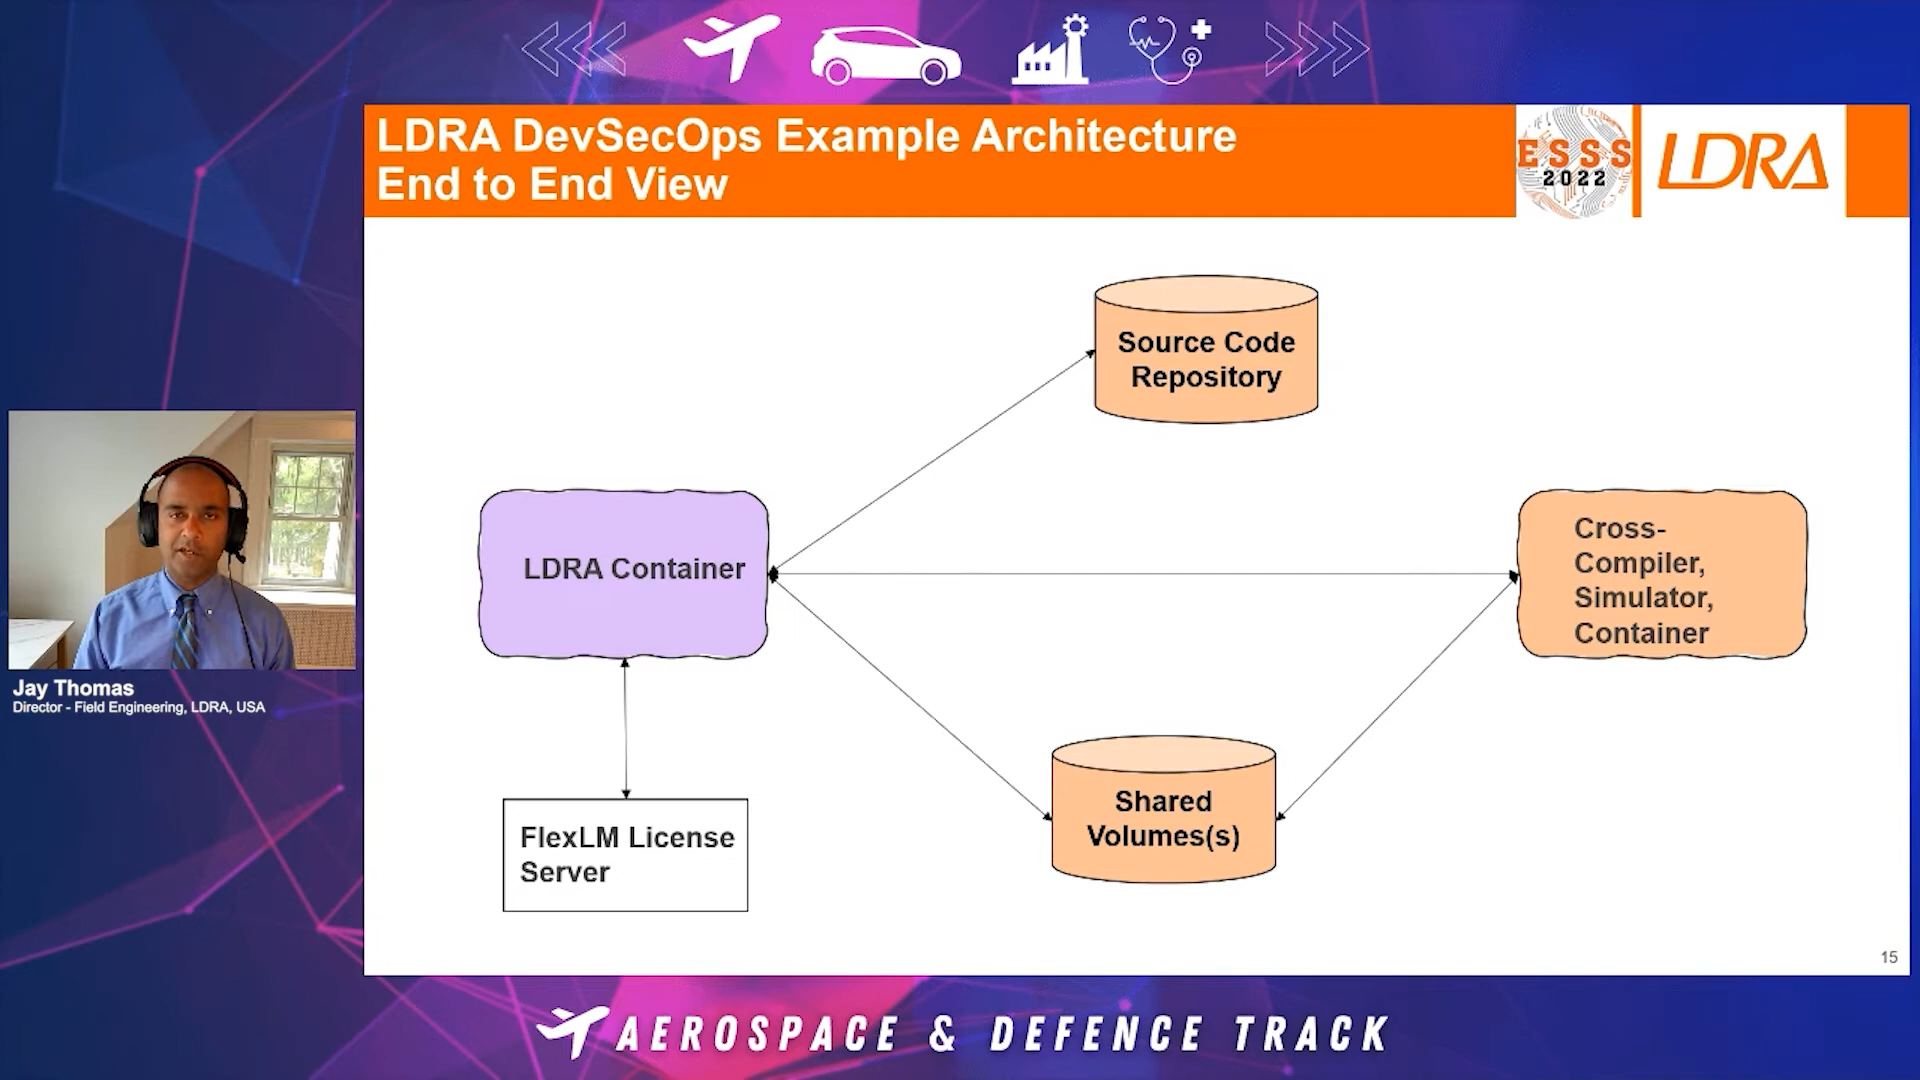 LDRA DevSecOps Example Architecture
End to End View
ESSS
2022
LDRA
Source Code
Repository
LDRA Container
Cross-
Compiler,
Simulator,
Container
Jay Thomas
Director - Field Engineering, LDRA, USA
Shared
Volumes(s)
FlexLM License
Server
15
AEROSPACE & DEFENCE TRACK